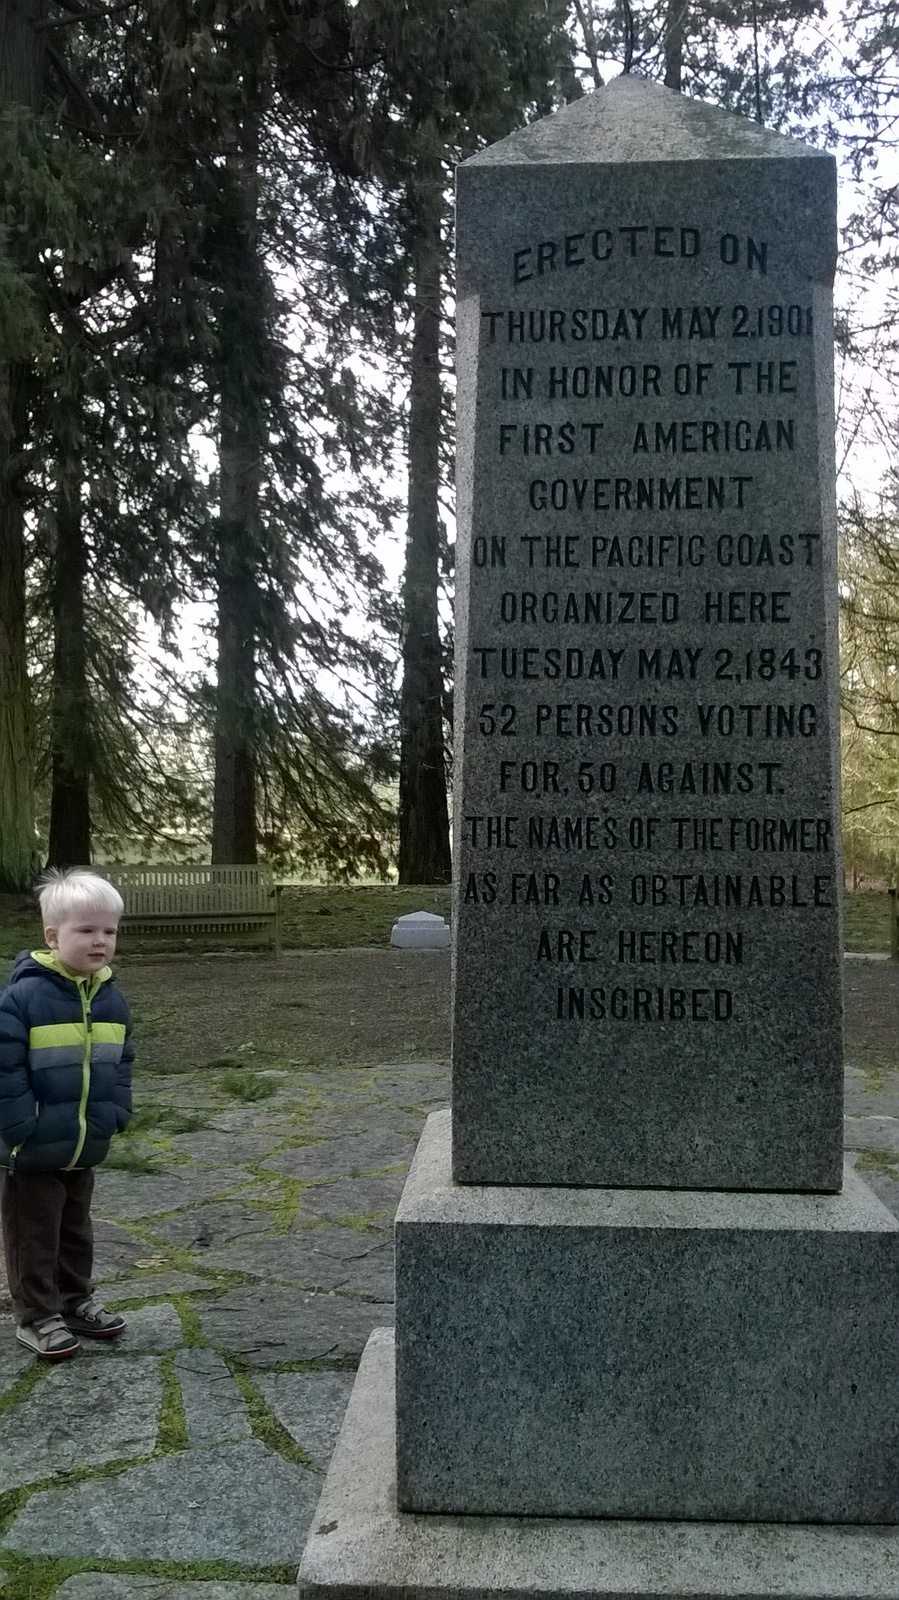 ERECTED ON
THURSDAY MAY 2.1901
IN HONOR OF THE
FIRST AMERICAN
GOVERNMENT
ON THE PACIFIC COAST
ORGANIZED HERE
TUESDAY MAY 2,1843
52 PERSONS VOTING
FOR, 50 AGAINST.
THE NAMES OF THE FORMER
AS FAR AS OBTAINABLE
ARE HEREON
INSCRIBED.